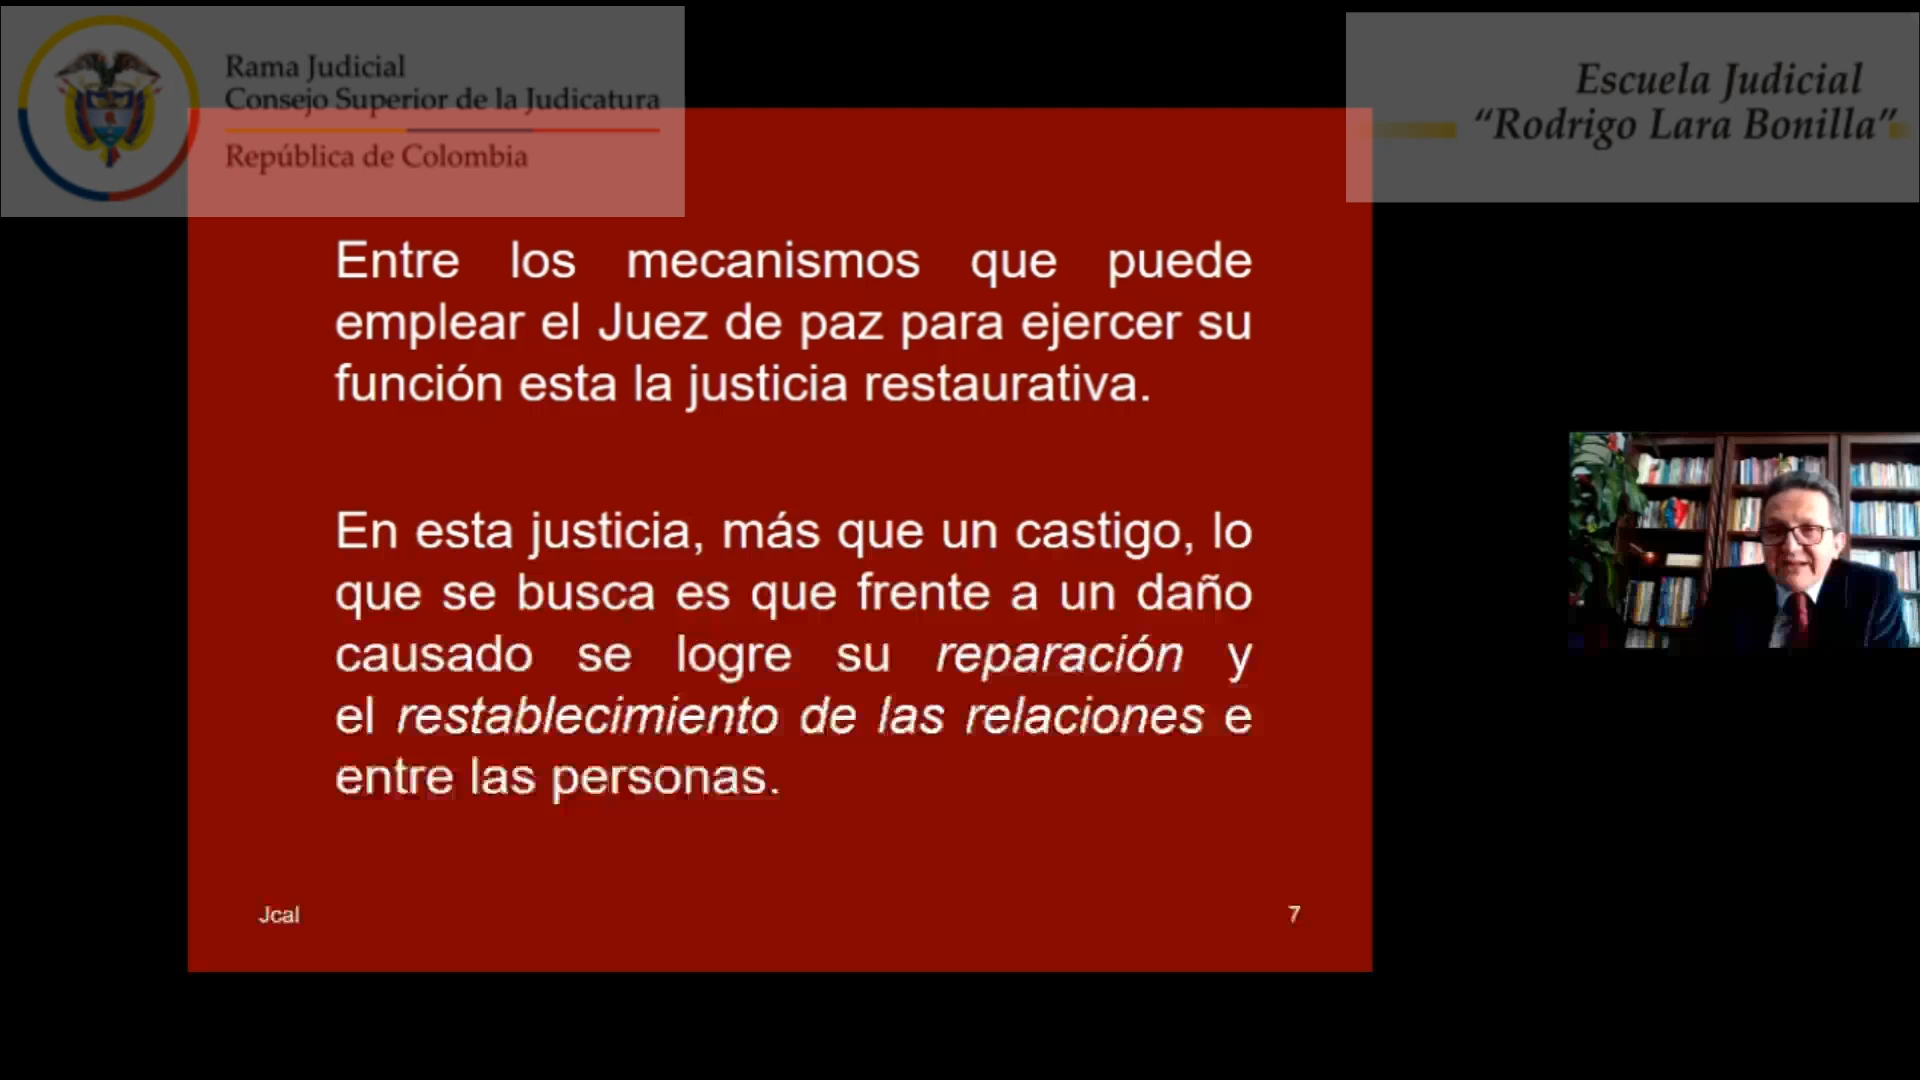 Rama Judicial
Consejo Superior de la Judicatura
República de Colombia
Escuela Judicial
“Rodrigo Lara Bonilla”
Entre los mecanismos que puede
emplear el Juez de paz para ejercer su
función esta la justicia restaurativa.
En esta justicia, más que un castigo, lo
que se busca es que frente a un daño
causado se logre su reparación y
el restablecimiento de las relaciones e
entre las personas.
Jcal
7